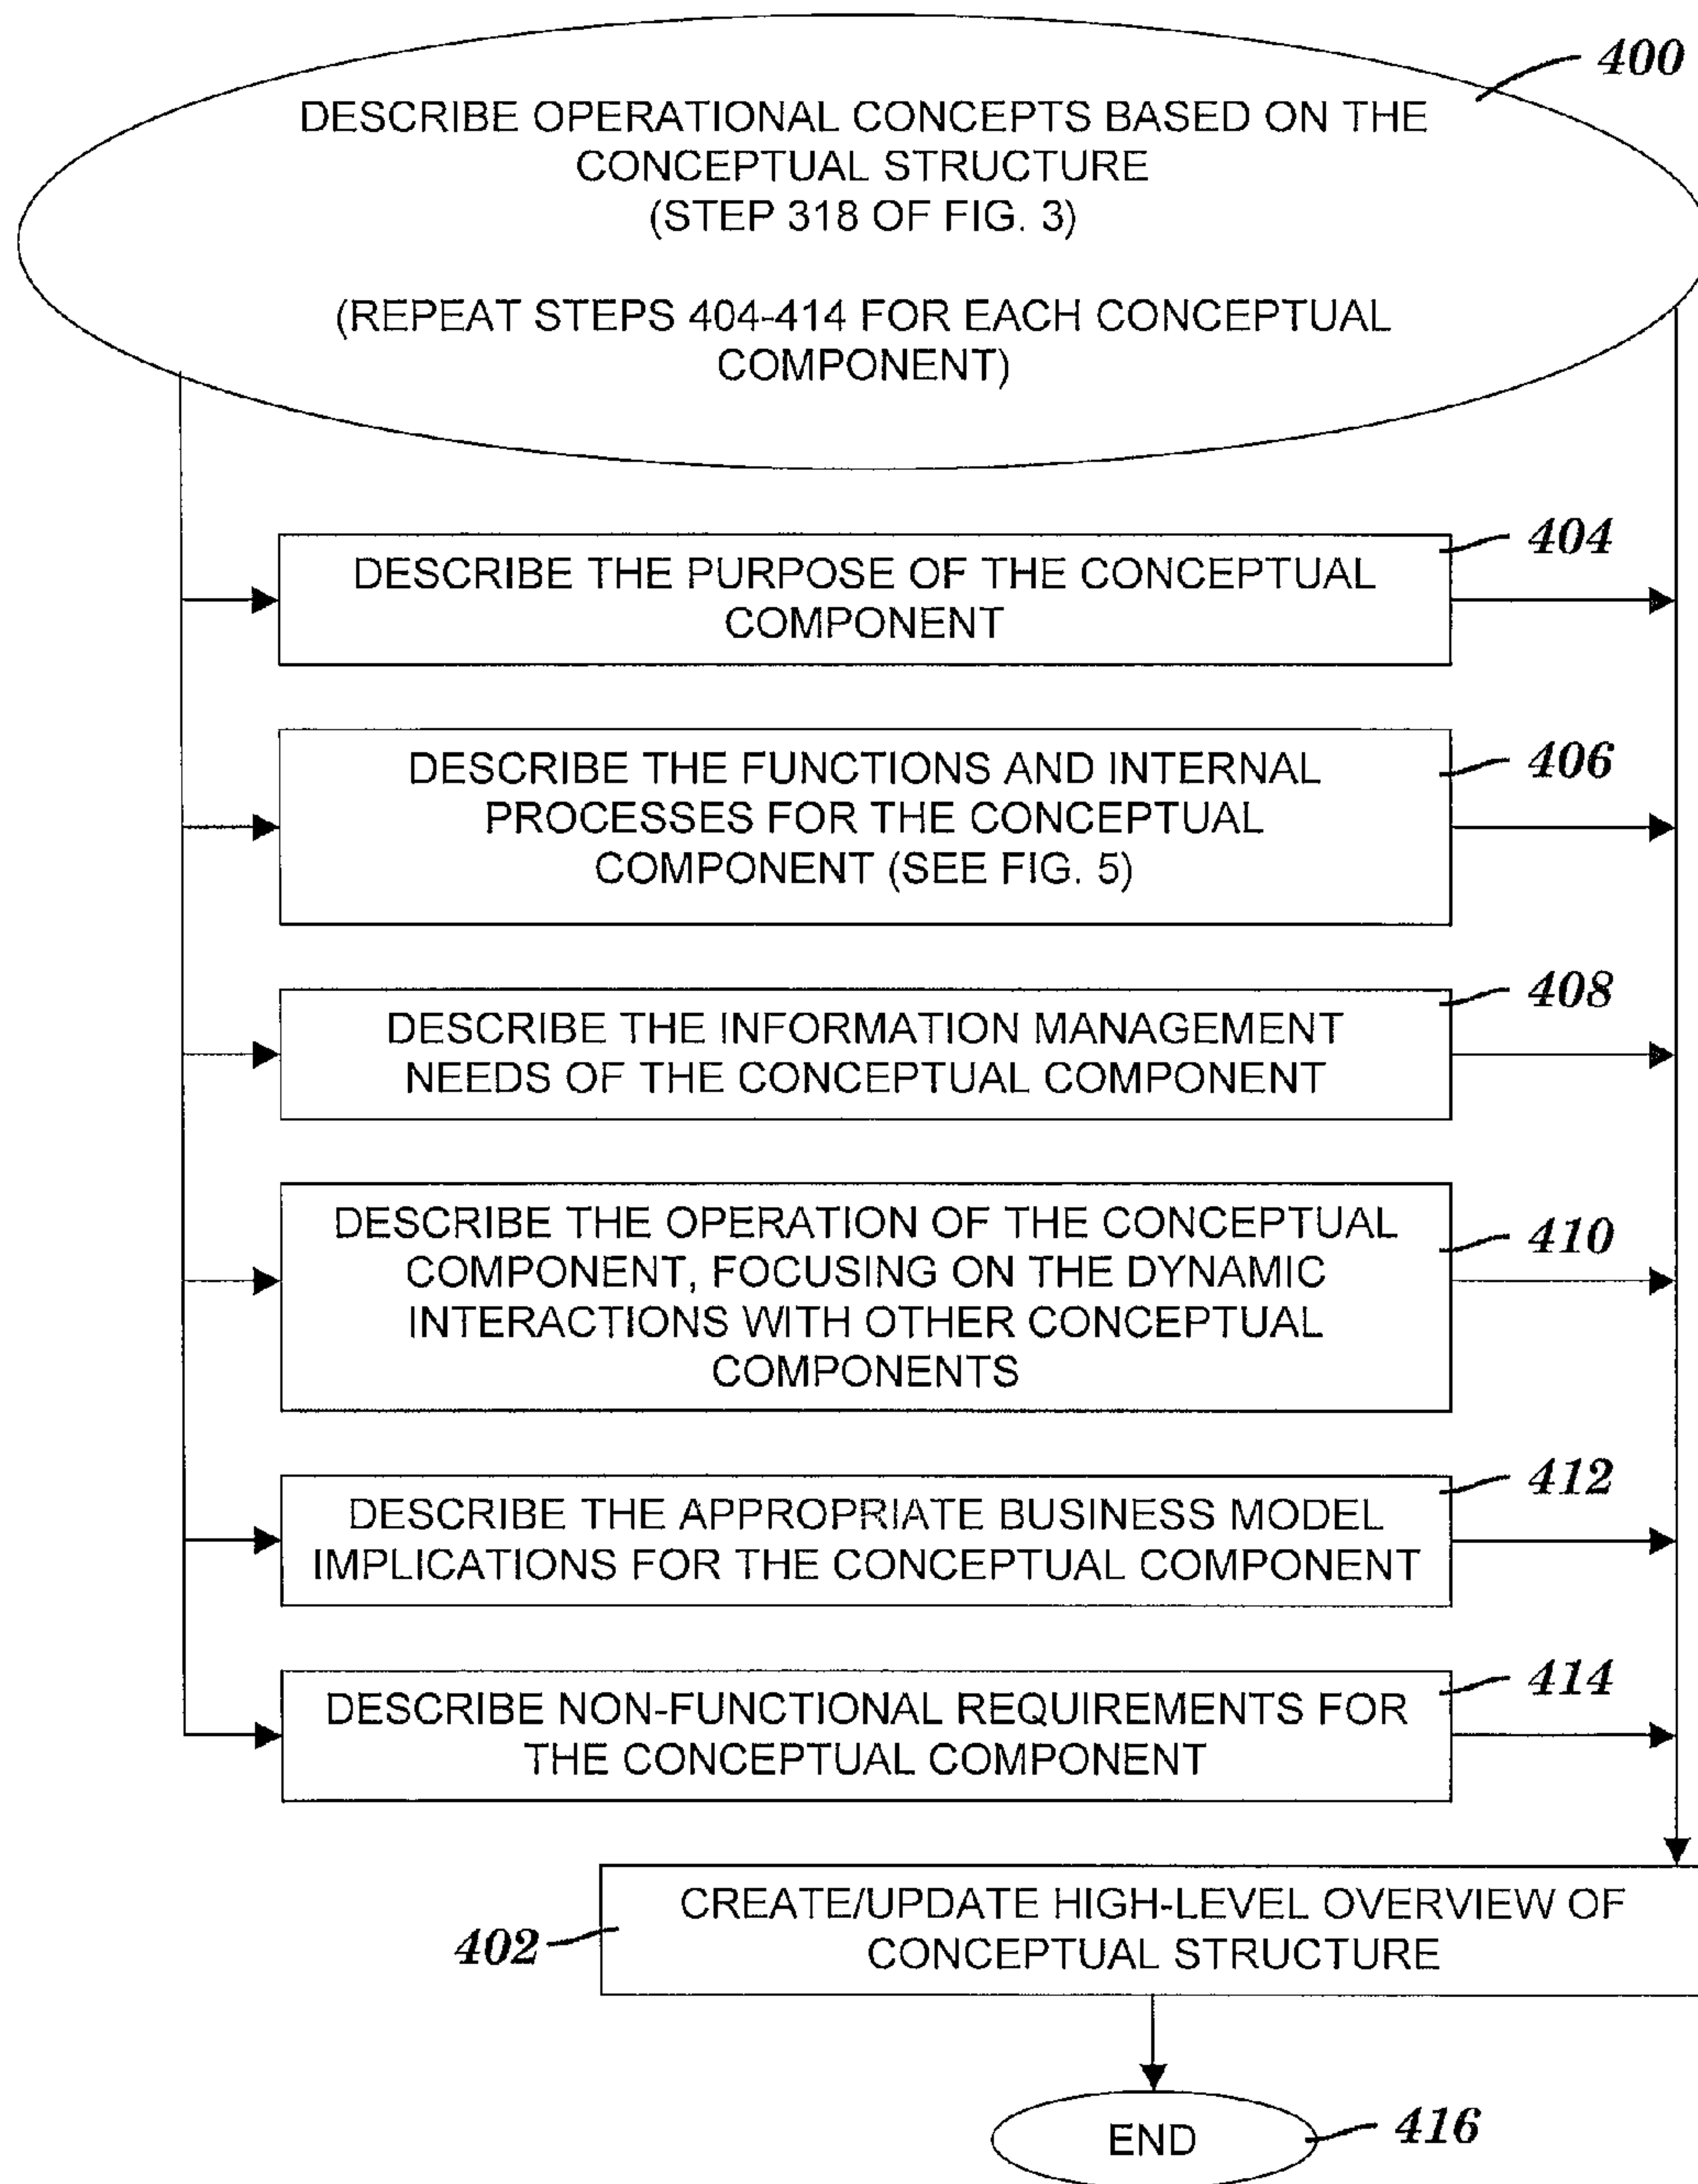 400
DESCRIBE OPERATIONAL CONCEPTS BASED ON THE
CONCEPTUAL STRUCTURE
(STEP 318 OF FIG. 3)
(REPEAT STEPS 404-414 FOR EACH CONCEPTUAL
COMPONENT)
404
DESCRIBE THE PURPOSE OF THE CONCEPTUAL
COMPONENT
406
DESCRIBE THE FUNCTIONS AND INTERNAL
PROCESSES FOR THE CONCEPTUAL
COMPONENT (SEE FIG. 5)
408
DESCRIBE THE INFORMATION MANAGEMENT
NEEDS OF THE CONCEPTUAL COMPONENT
410
DESCRIBE THE OPERATION OF THE CONCEPTUAL
COMPONENT, FOCUSING ON THE DYNAMIC
INTERACTIONS WITH OTHER CONCEPTUAL
COMPONENTS
412
DESCRIBE THE APPROPRIATE BUSINESS MODEL
IMPLICATIONS FOR THE CONCEPTUAL COMPONENT
414
DESCRIBE NON-FUNCTIONAL REQUIREMENTS FOR
THE CONCEPTUAL COMPONENT
CREATE/UPDATE HIGH-LEVEL OVERVIEW OF
CONCEPTUAL STRUCTURE
402
END
416